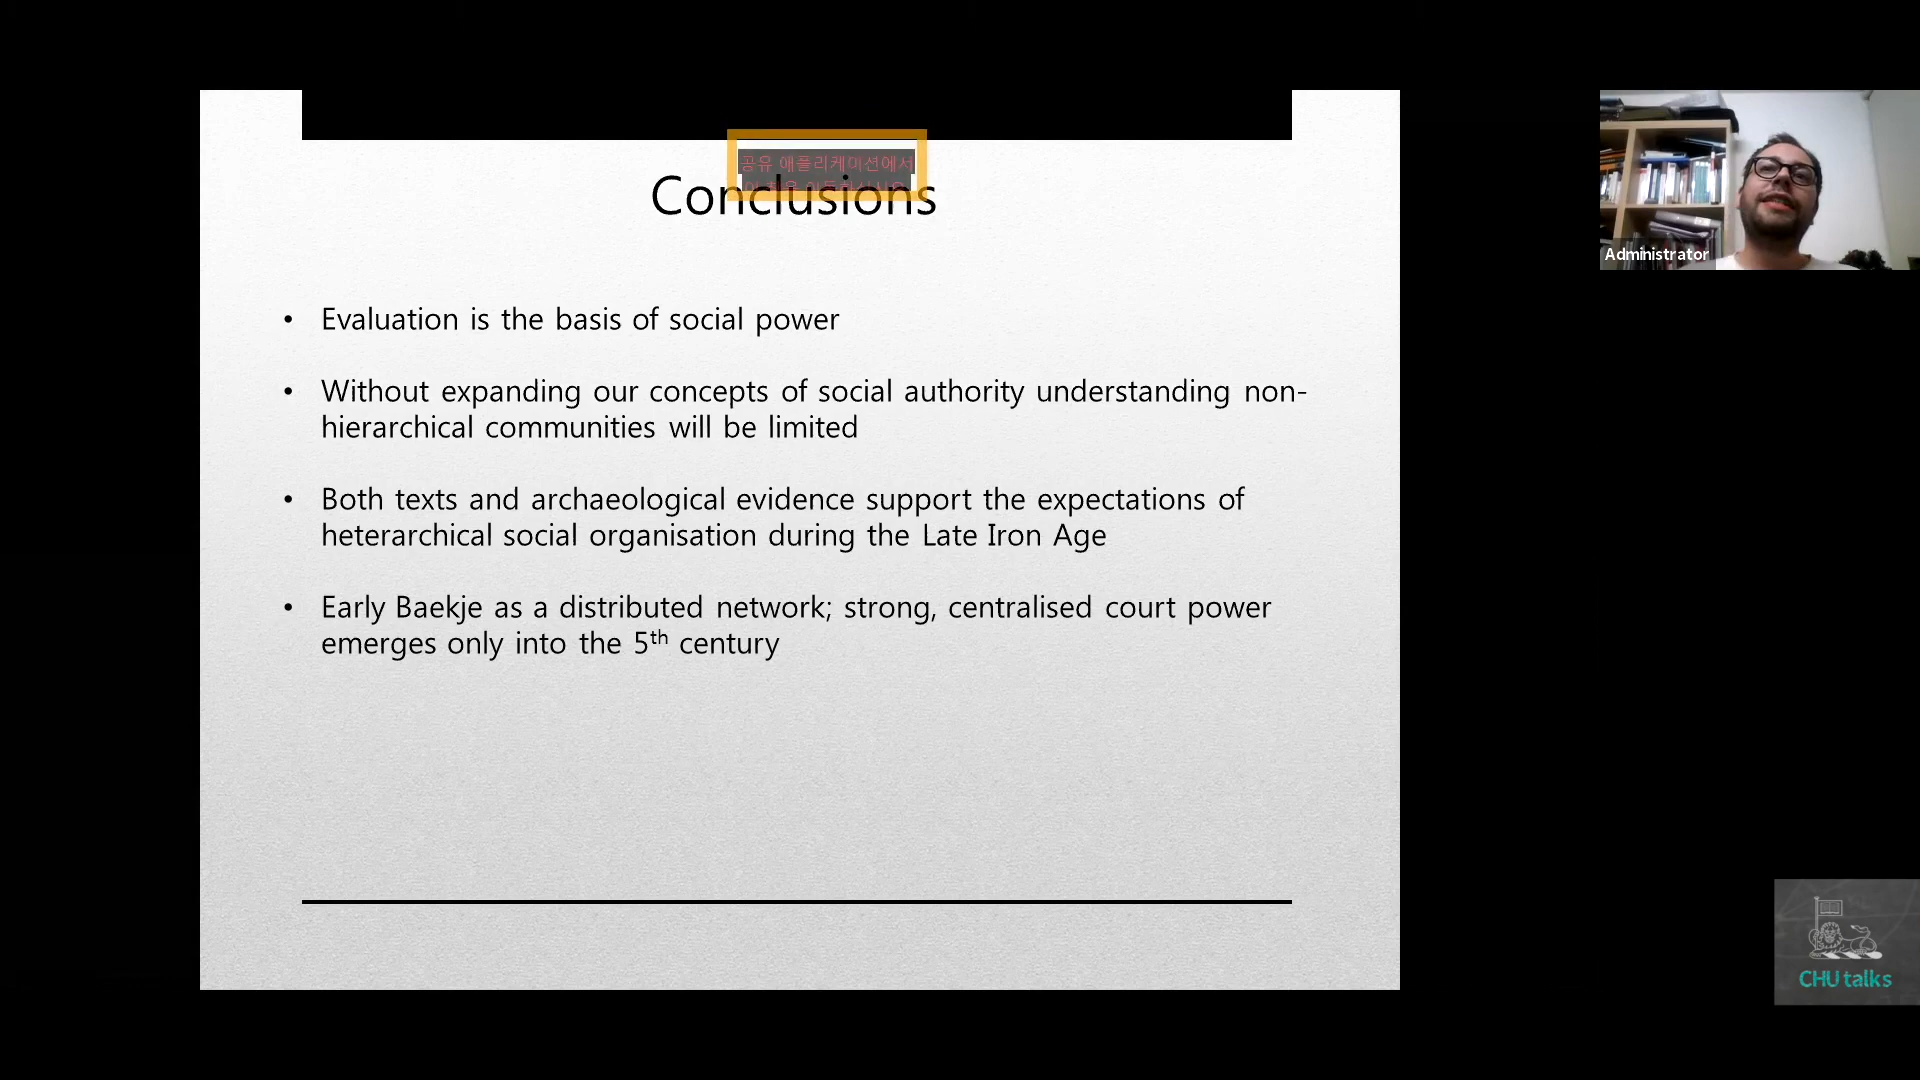 공유 애플리케이션에서
Conclusions
• Evaluation is the basis of social power
• Without expanding our concepts of social authority understanding non-
hierarchical communities will be limited
• Both texts and archaeological evidence support the expectations of
heterarchical social organisation during the Late Iron Age
• Early Baekje as a distributed network; strong, centralised court power
emerges only into the 5th century
Administrator
CHU talks